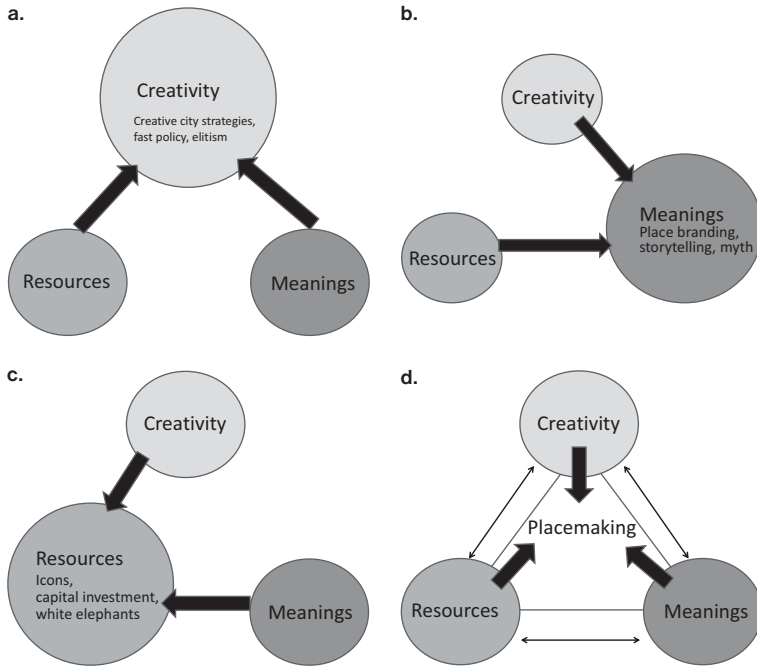 a.
Creativity
Creative city strategies,
fast policy, elitism
Resources
Meanings
b.
Creativity
Meanings
Place branding,
storytelling, myth
Resources
c.
Creativity
Resources
Icons,
capital investment,
white elephants
Meanings
d.
Creativity
Placemaking
Resources
Meanings